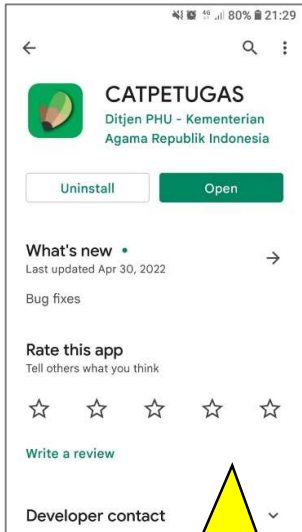 4G 80% 21:29
CATPETUGAS
Ditjen PHU - Kementerian
Agama Republik Indonesia
Uninstall Open
What's new •
Last updated Apr 30, 2022
Bug fixes
Rate this app
Tell others what you think
Write a review
Developer contact